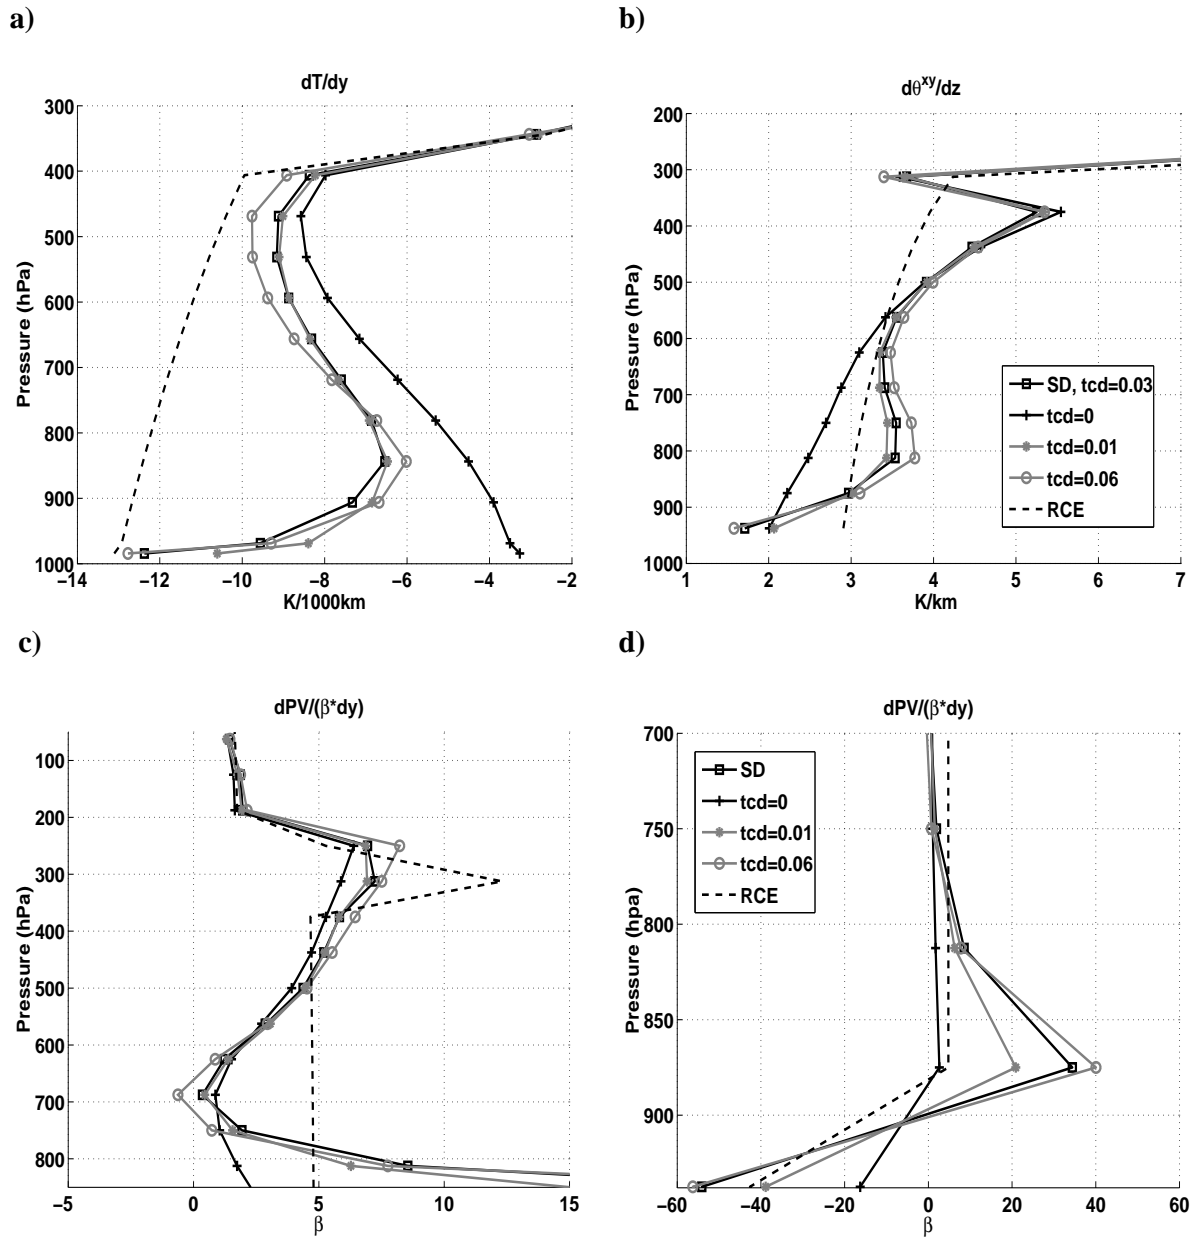 a)
dT/dy
300
400
500
600
700
800
900
1000
Pressure (hPa)
−14 −12 −10 −8 −6 −4 −2
K/1000km
b)
dθ^xy/dz
200
300
400
500
600
700
800
900
1000
Pressure (hPa)
SD, tcd=0.03
tcd=0
tcd=0.01
tcd=0.06
RCE
1 2 3 4 5 6 7
K/km
c)
dPV/(β*dy)
100
200
300
400
500
600
700
800
Pressure (hPa)
−5 0 5 10 15
β
d)
dPV/(β*dy)
700
750
800
850
900
Pressure (hpa)
SD
tcd=0
tcd=0.01
tcd=0.06
RCE
−60 −40 −20 0 20 40 60
β